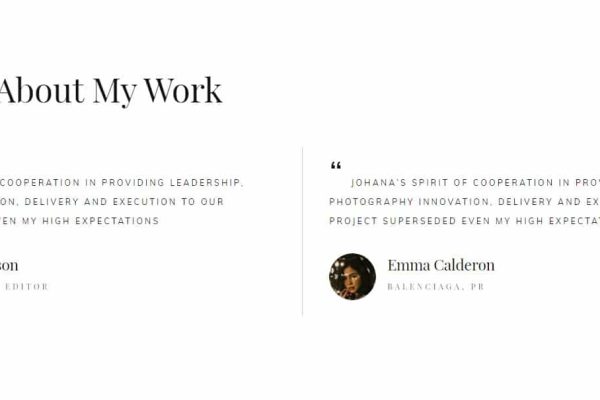 About My Work
COOPERATION IN PROVIDING LEADERSHIP,
ON, DELIVERY AND EXECUTION TO OUR
EN MY HIGH EXPECTATIONS
son
EDITOR
“
JOHANA'S SPIRIT OF COOPERATION IN PROV
PHOTOGRAPHY INNOVATION, DELIVERY AND EX
PROJECT SUPERSEDED EVEN MY HIGH EXPECTAT
Emma Calderon
BALENCIAGA, PR